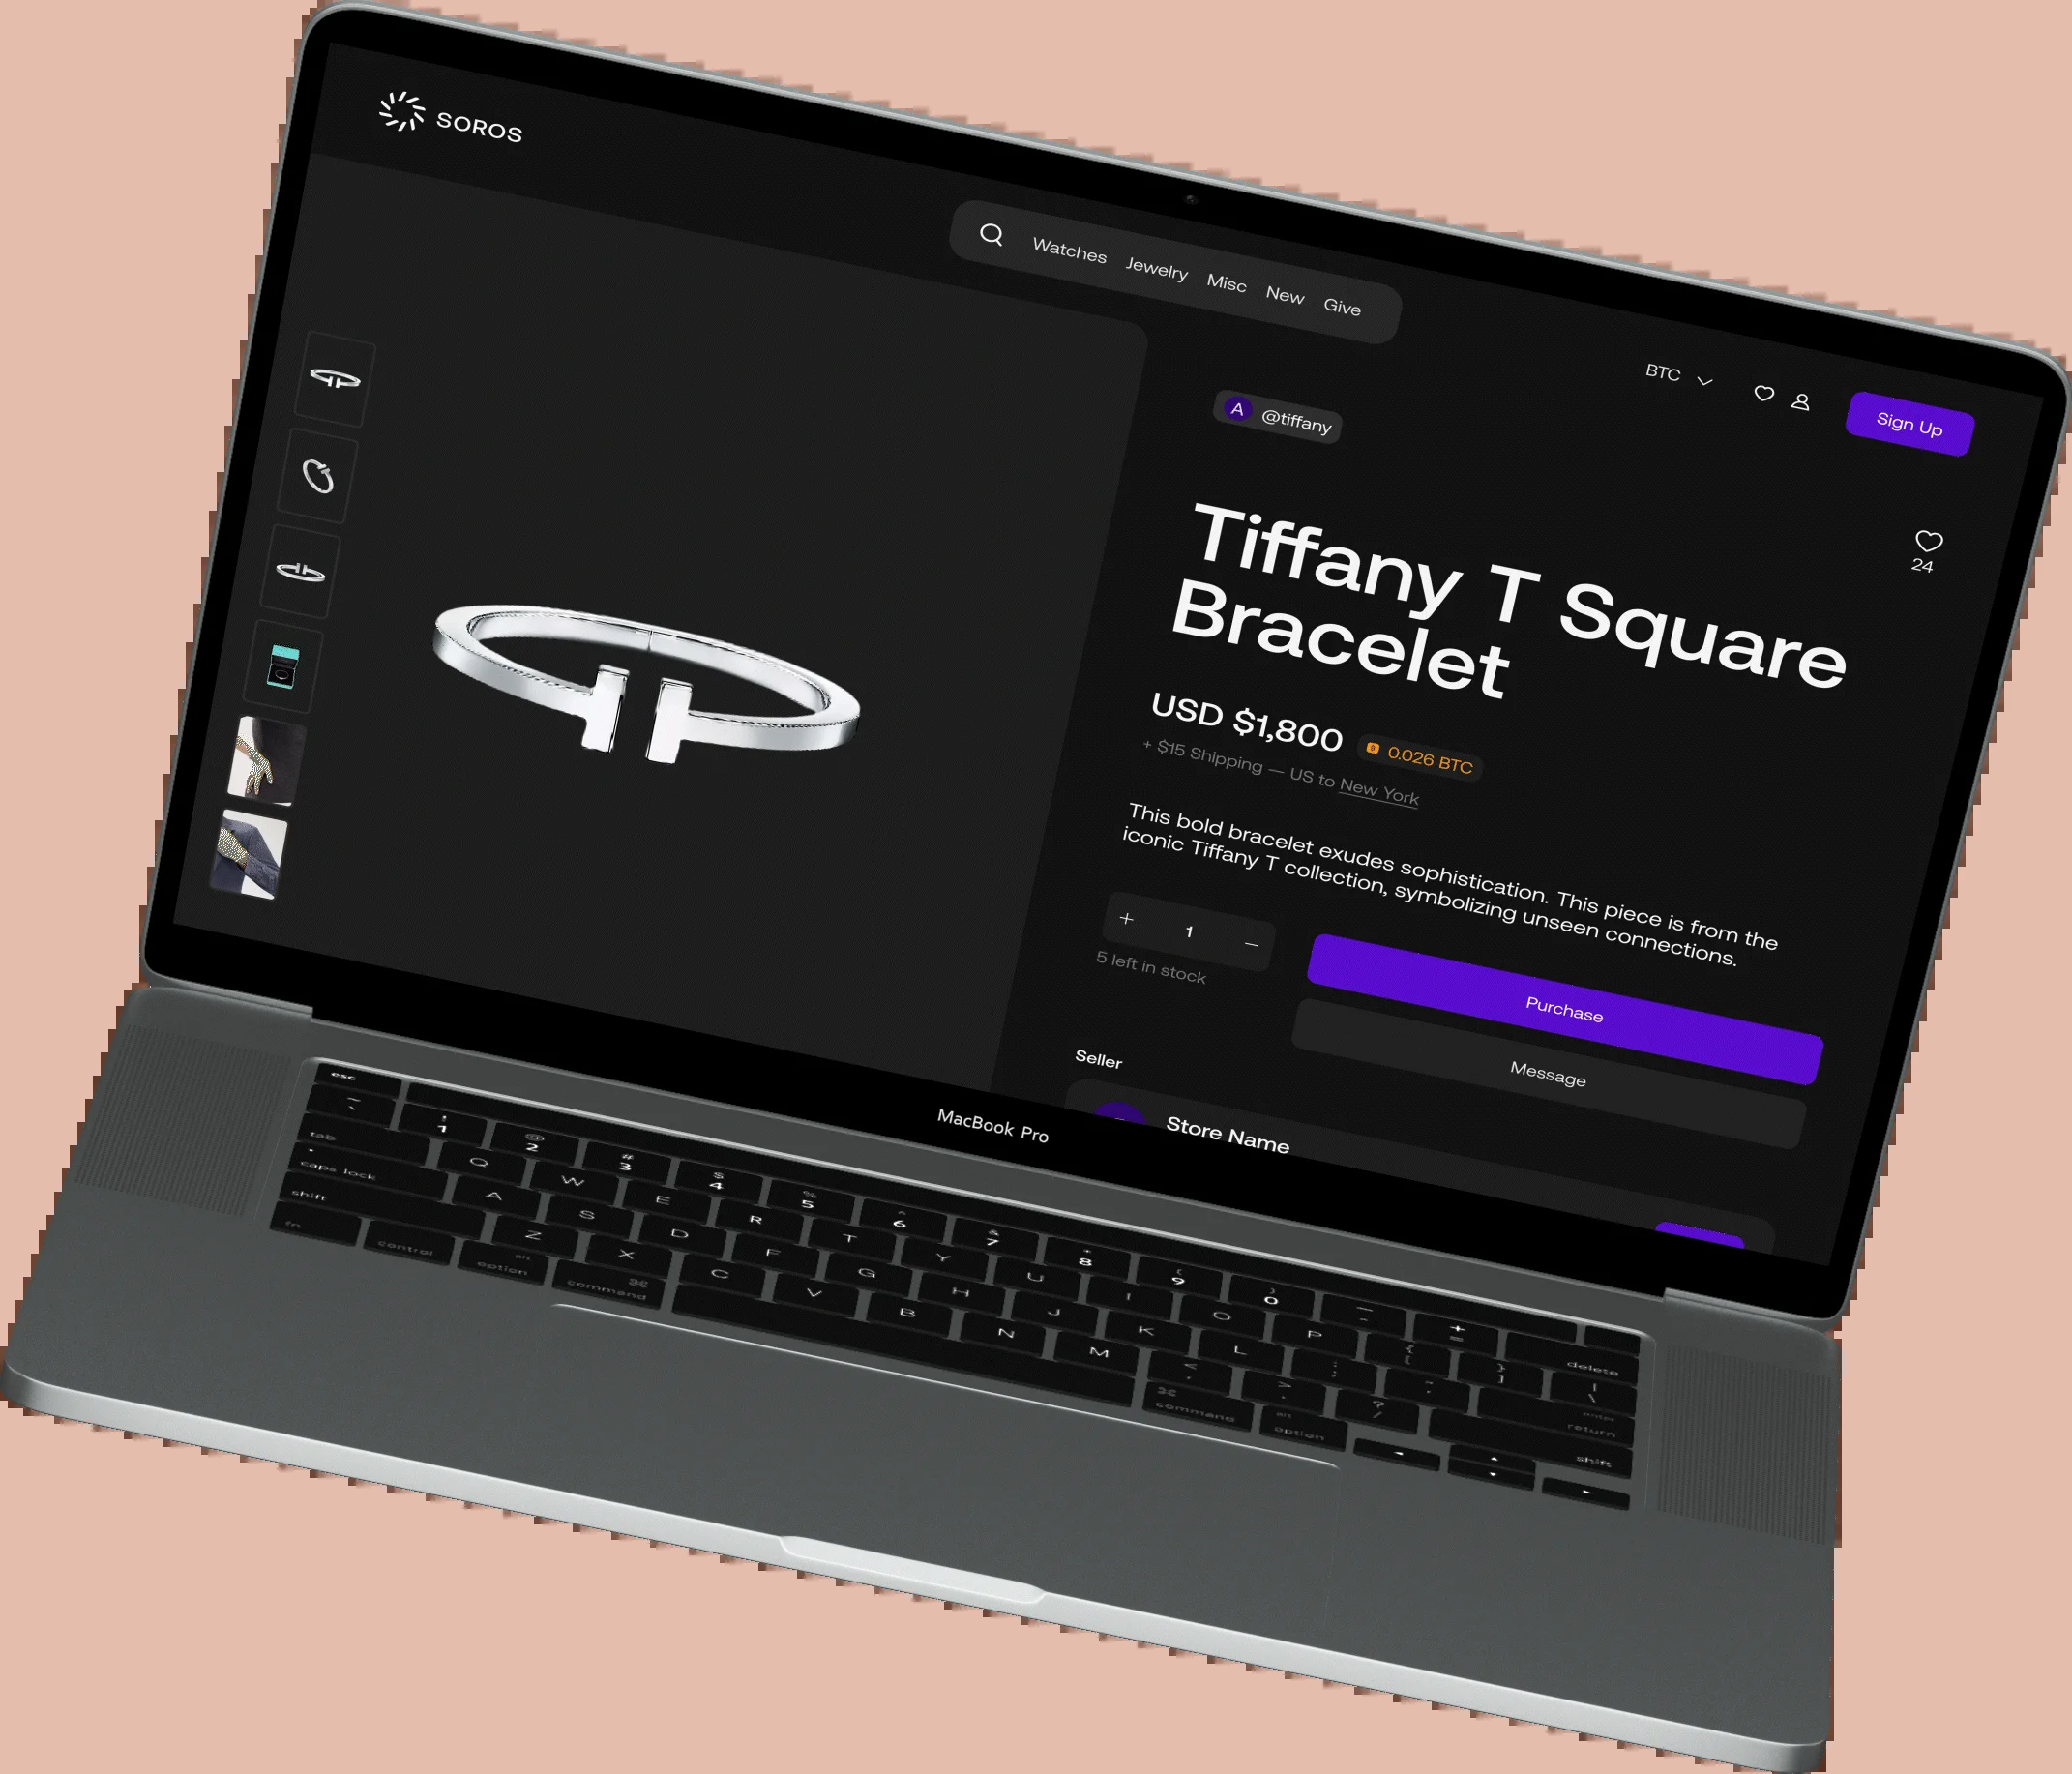 SOROS
Watches Jewelry Misc New Give
BTC
Sign Up
A @tiffany
Tiffany T Square
Bracelet
24
USD $1,800 0.026 BTC
+ $15 Shipping — US to New York
This bold bracelet exudes sophistication. This piece is from the
iconic Tiffany T collection, symbolizing unseen connections.
+ 1 –
5 left in stock
Purchase
Message
Seller
Store Name
MacBook Pro
esc
~ `
! 1 @ 2 # 3 $ 4 % 5 ^ 6 & 7 * 8 ( 9 ) 0 — - + = delete
tab Q W E R T Y U I O P { [ } ] | \
caps lock A S D F G H J K L : ; " ' enter return
shift Z X C V B N M < , > . ? / shift
fn control alt option ⌘ command ⌘ command alt option